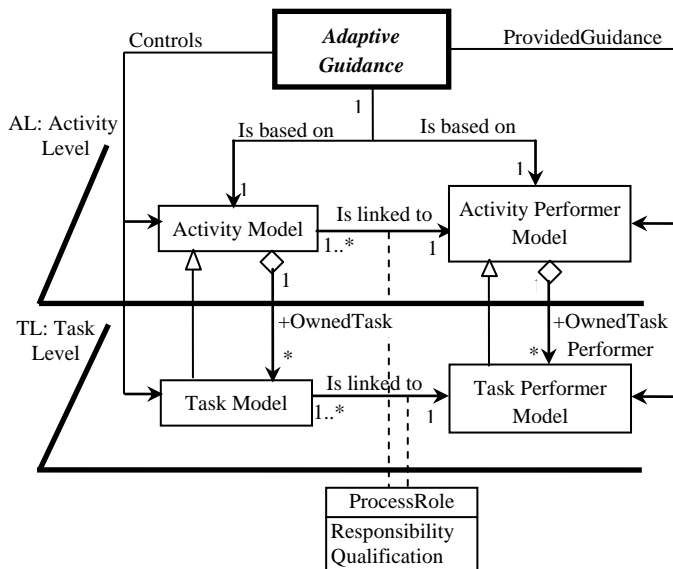 Controls
Adaptive
Guidance
ProvidedGuidance
1
AL: Activity
Level
Is based on
Is based on
1
1
Activity Model
Is linked to
1..*
1
Activity Performer
Model
1
1
TL: Task
Level
+OwnedTask
*
+OwnedTask
Performer
*
Task Model
Is linked to
1..*
1
Task Performer
Model
ProcessRole
Responsibility
Qualification